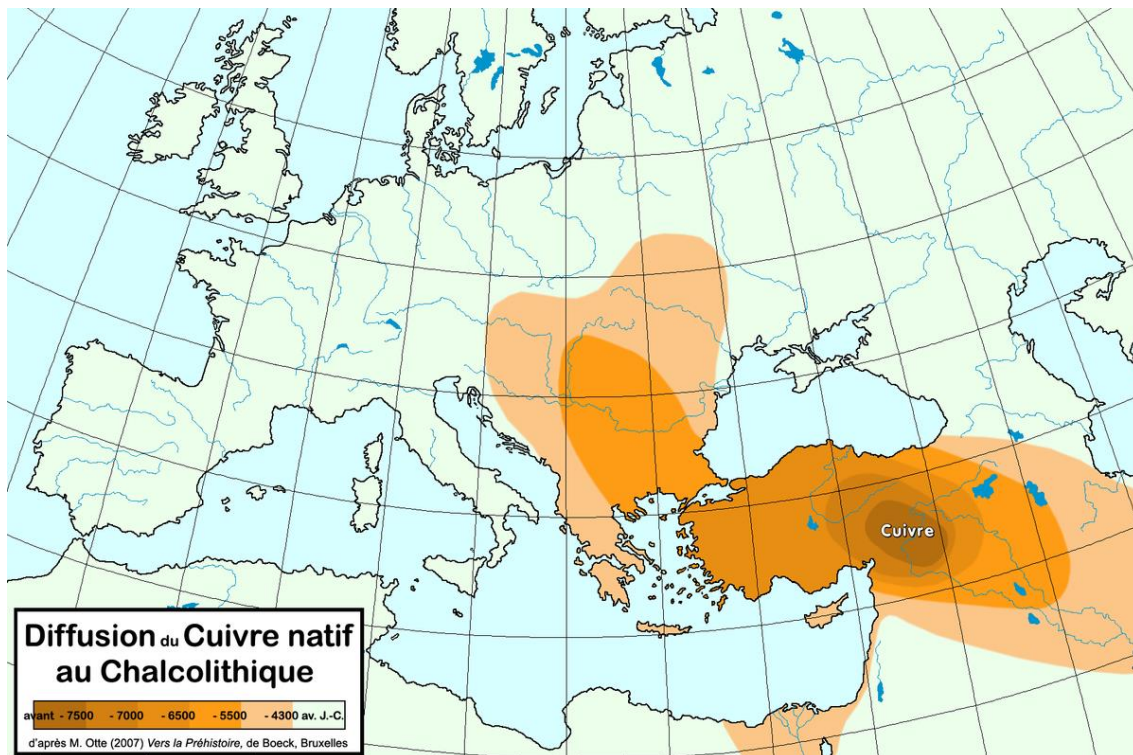 Cuivre
Diffusion du Cuivre natif
au Chalcolithique
avant - 7500 - 7000 - 6500 - 5500 - 4300 av. J.-C.
d'après M. Otte (2007) Vers la Préhistoire, de Boeck, Bruxelles